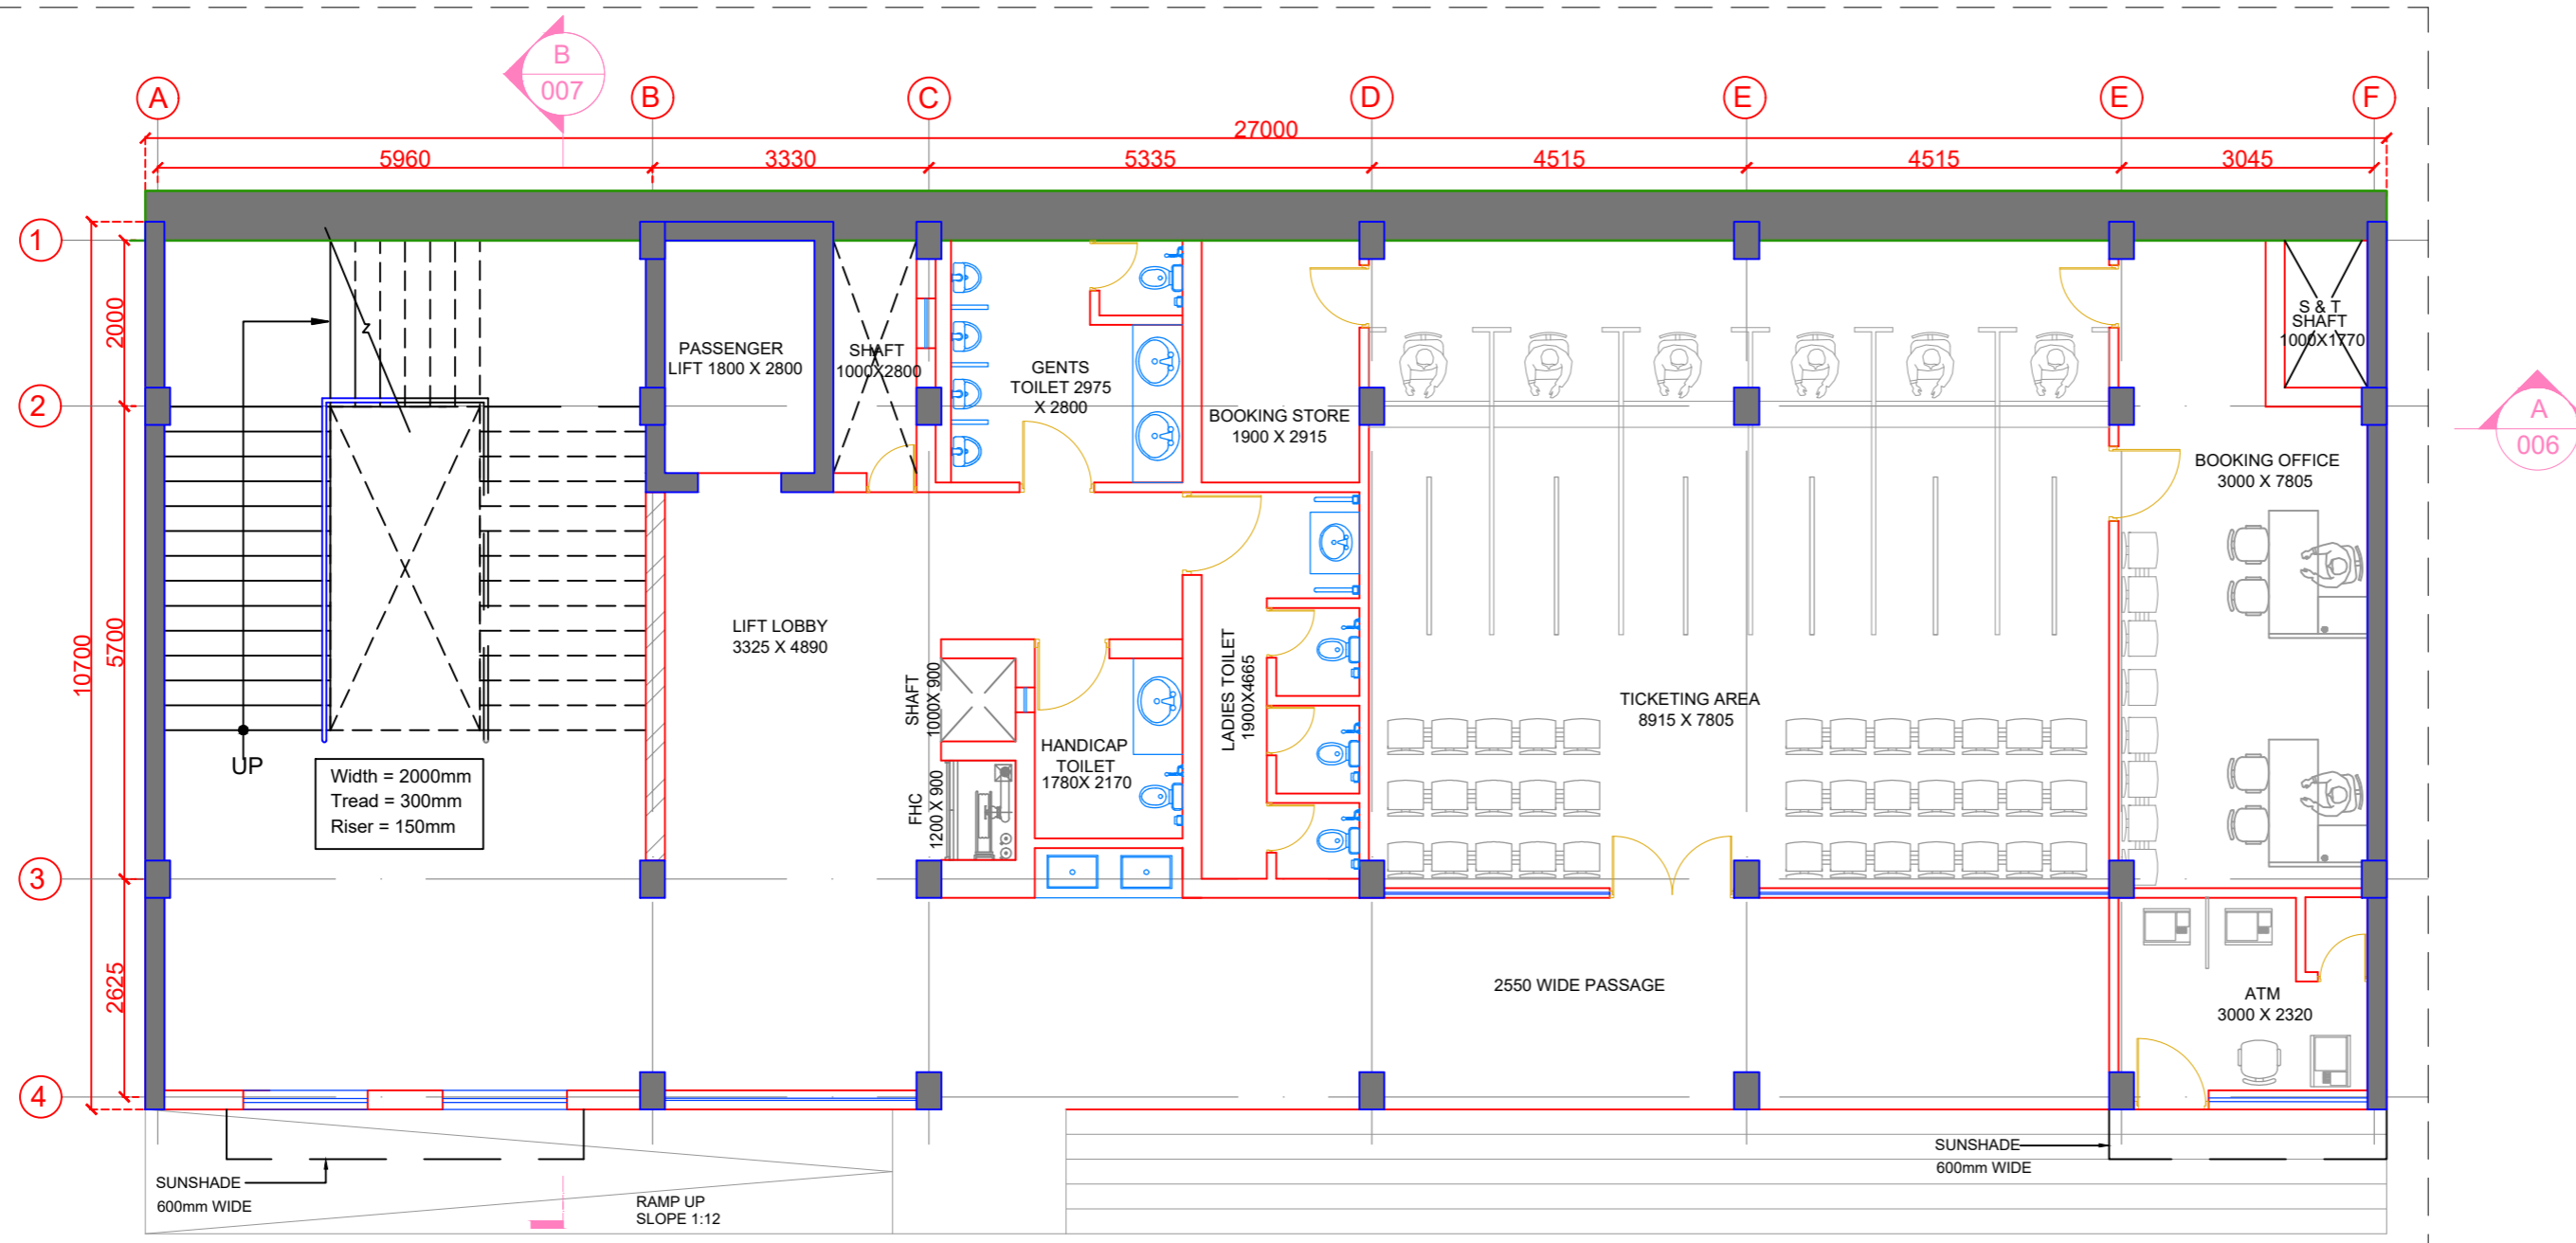 B
007
A
B
C
D
E
E
F
27000
5960
3330
5335
4515
4515
3045
1
2
3
4
10700
2000
5700
2625
PASSENGER
LIFT 1800 X 2800
SHAFT
1000X2800
GENTS
TOILET 2975
X 2800
BOOKING STORE
1900 X 2915
S & T
SHAFT
1000X1770
A
006
BOOKING OFFICE
3000 X 7805
LIFT LOBBY
3325 X 4890
SHAFT
1000X 900
FHC
1200 X 900
HANDICAP
TOILET
1780X 2170
LADIES TOILET
1900X4665
TICKETING AREA
8915 X 7805
UP
Width = 2000mm
Tread = 300mm
Riser = 150mm
2550 WIDE PASSAGE
ATM
3000 X 2320
SUNSHADE
600mm WIDE
RAMP UP
SLOPE 1:12
SUNSHADE
600mm WIDE